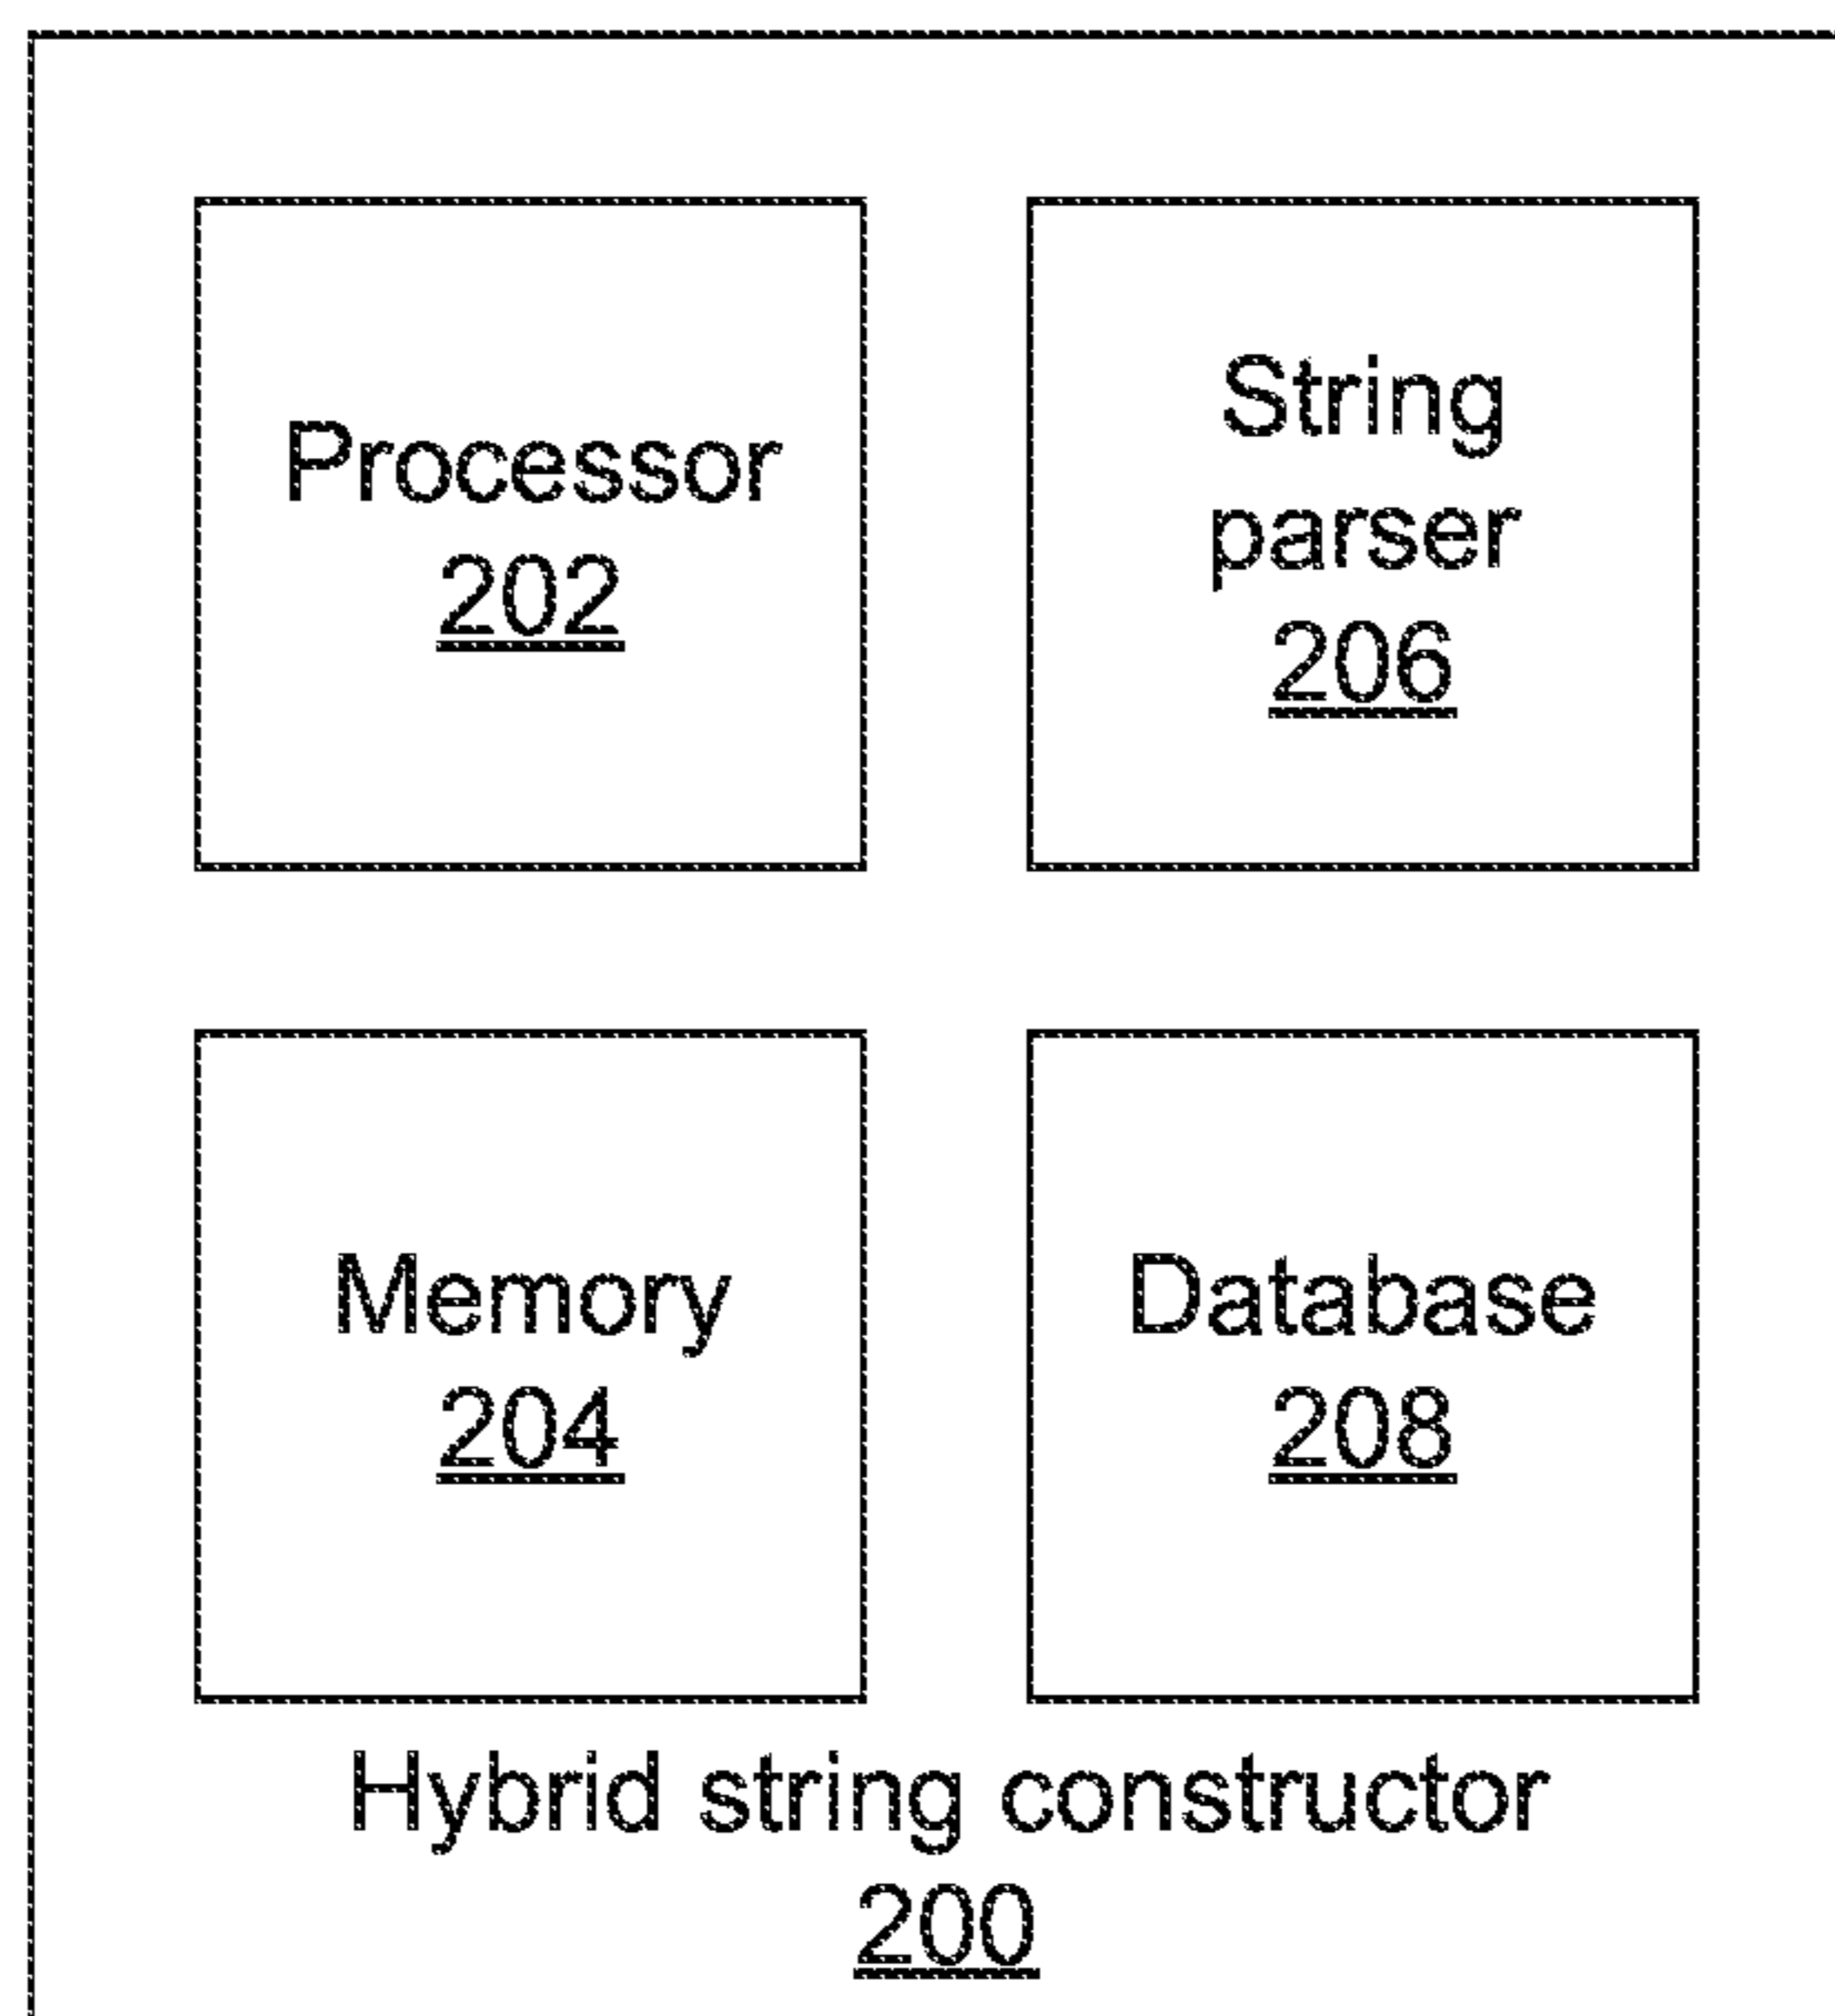 Processor
202
String
parser
206
Memory
204
Database
208
Hybrid string constructor
200